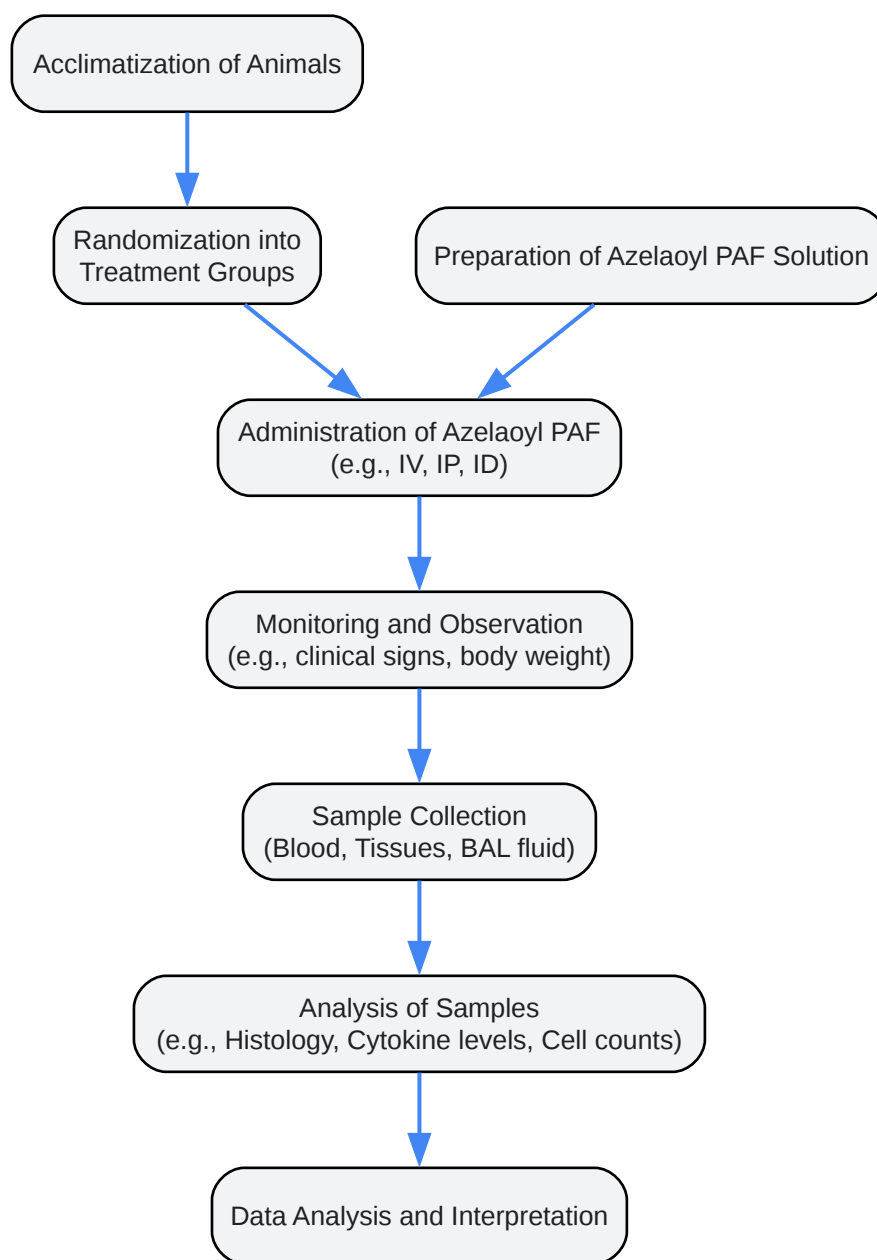 Acclimatization of Animals
Randomization into
Treatment Groups
Preparation of Azelaoyl PAF Solution
Administration of Azelaoyl PAF
(e.g., IV, IP, ID)
Monitoring and Observation
(e.g., clinical signs, body weight)
Sample Collection
(Blood, Tissues, BAL fluid)
Analysis of Samples
(e.g., Histology, Cytokine levels, Cell counts)
Data Analysis and Interpretation